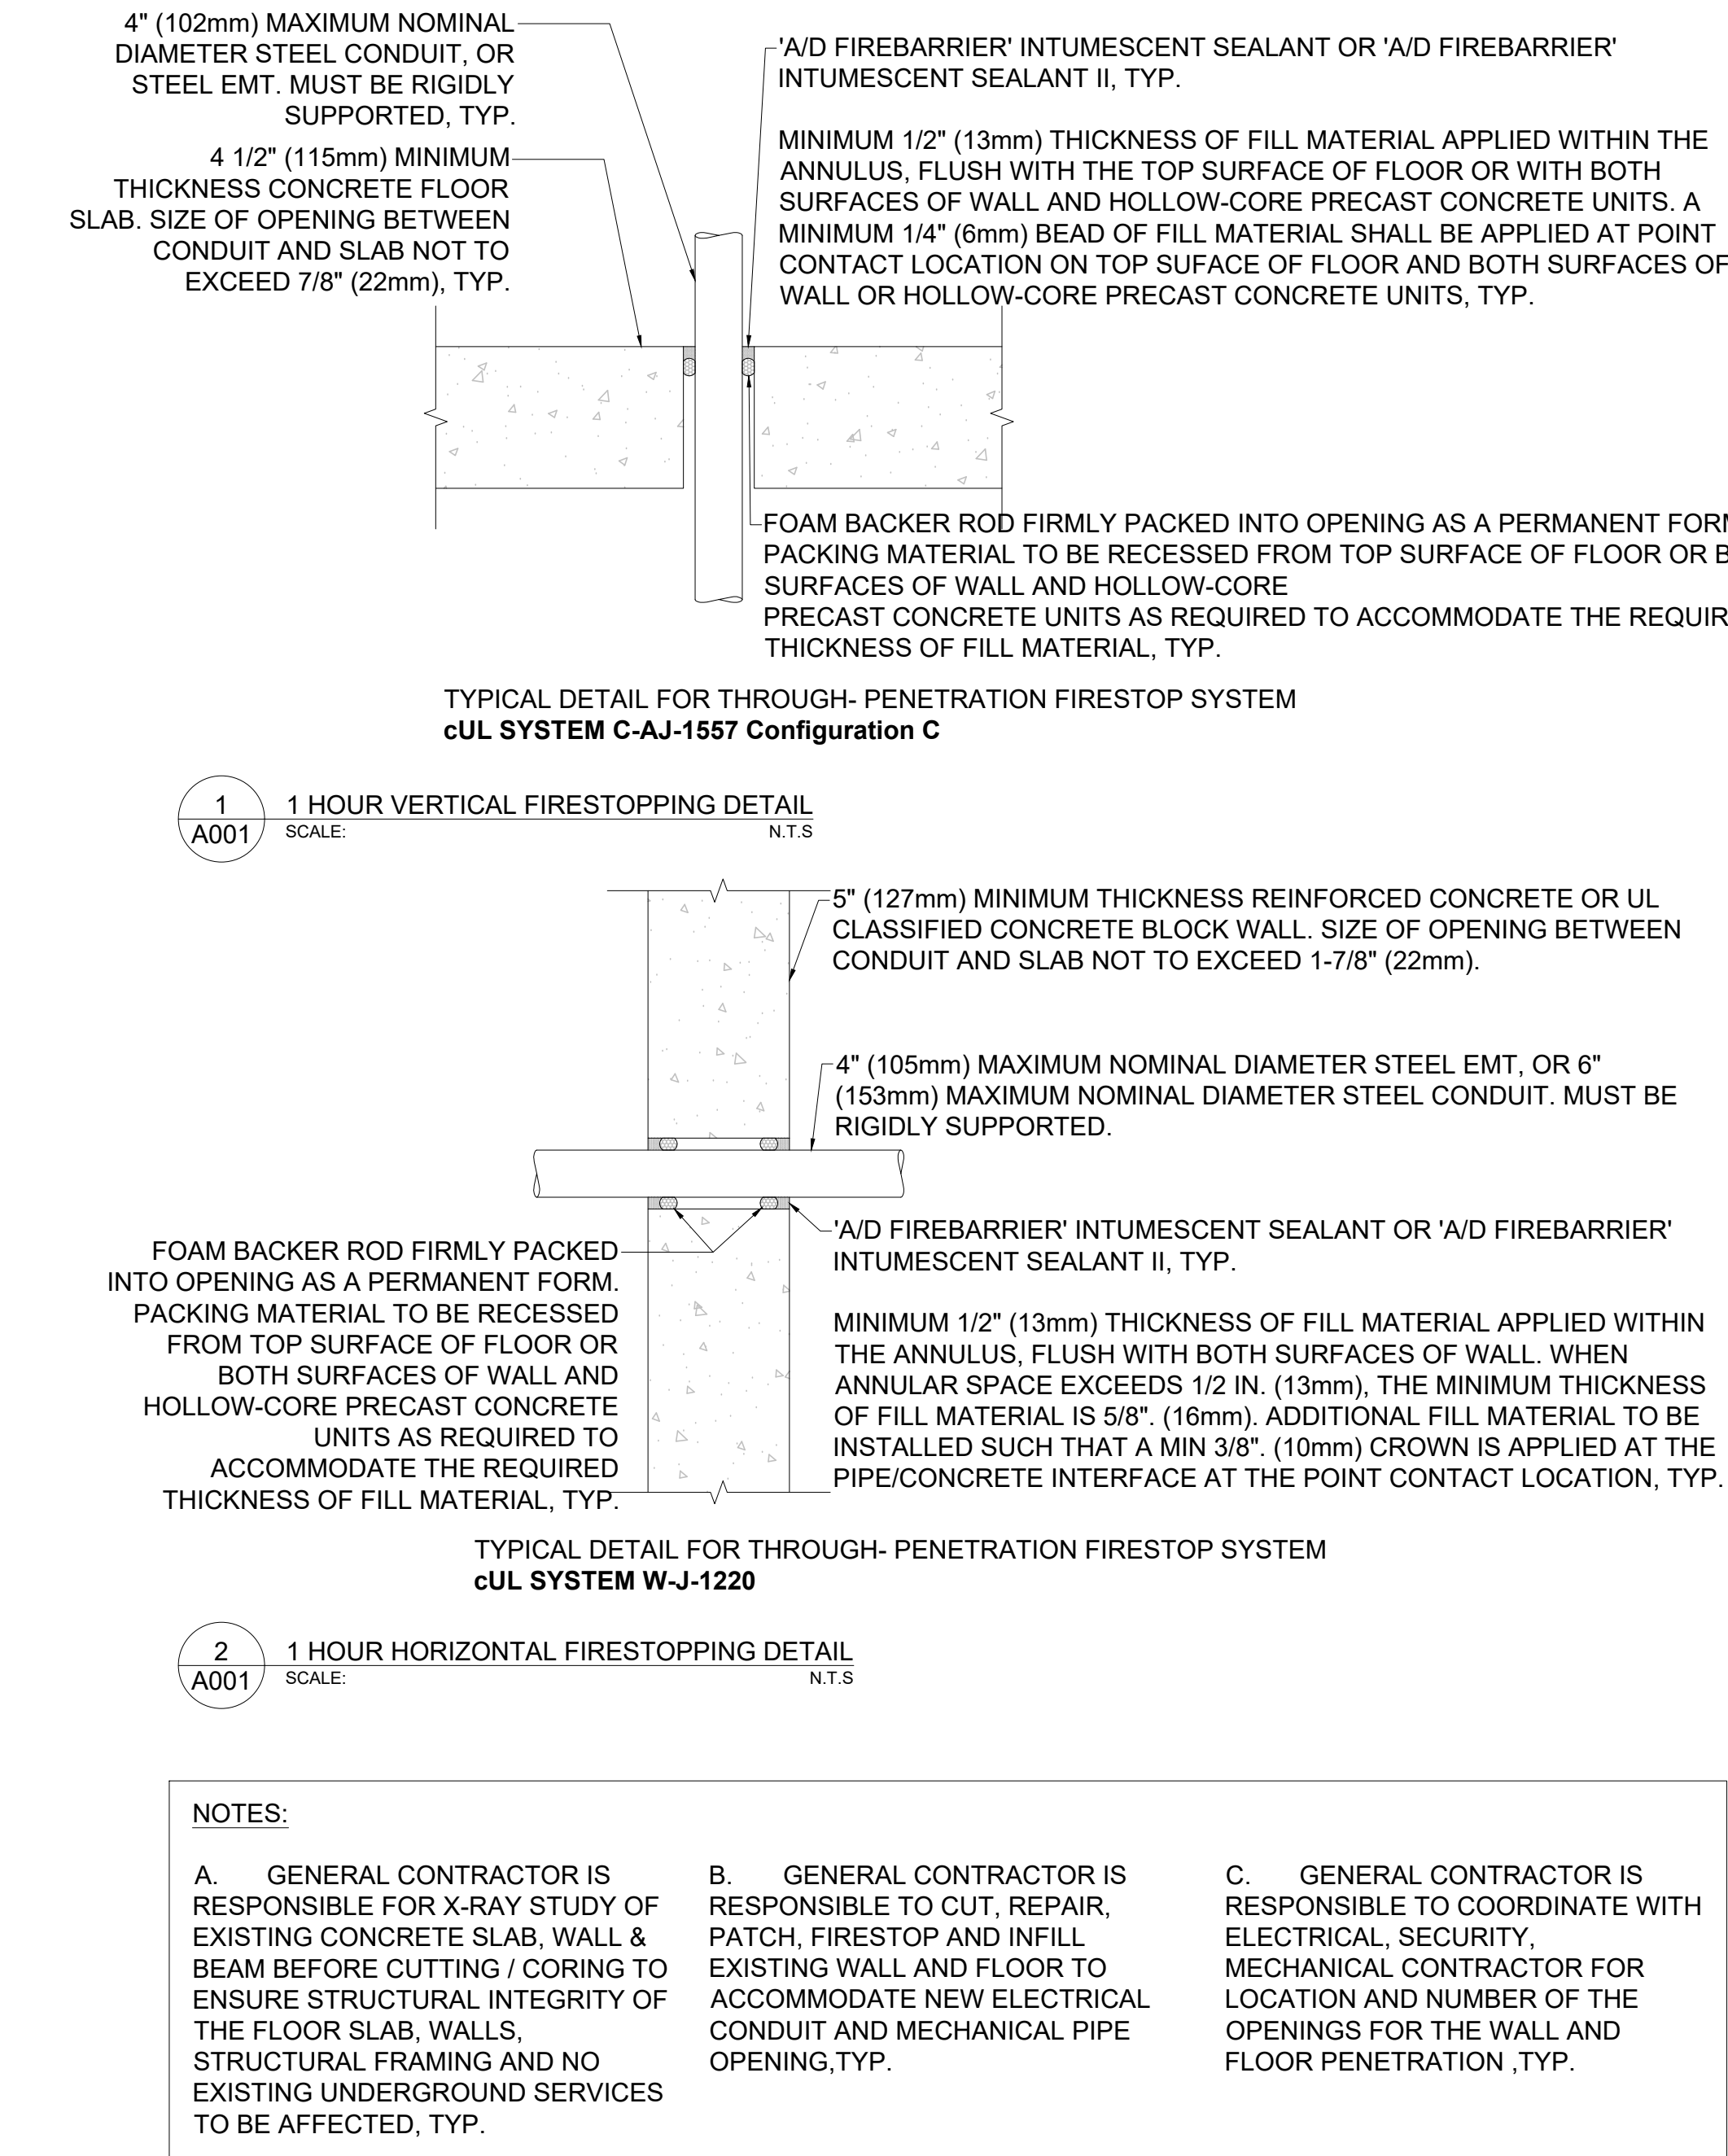 4" (102mm) MAXIMUM NOMINAL
DIAMETER STEEL CONDUIT, OR
STEEL EMT. MUST BE RIGIDLY
SUPPORTED, TYP.
4 1/2" (115mm) MINIMUM
THICKNESS CONCRETE FLOOR
SLAB. SIZE OF OPENING BETWEEN
CONDUIT AND SLAB NOT TO
EXCEED 7/8" (22mm), TYP.
'A/D FIREBARRIER' INTUMESCENT SEALANT OR 'A/D FIREBARRIER'
INTUMESCENT SEALANT II, TYP.
MINIMUM 1/2" (13mm) THICKNESS OF FILL MATERIAL APPLIED WITHIN THE
ANNULUS, FLUSH WITH THE TOP SURFACE OF FLOOR OR WITH BOTH
SURFACES OF WALL AND HOLLOW-CORE PRECAST CONCRETE UNITS. A
MINIMUM 1/4" (6mm) BEAD OF FILL MATERIAL SHALL BE APPLIED AT POINT
CONTACT LOCATION ON TOP SUFACE OF FLOOR AND BOTH SURFACES OF
WALL OR HOLLOW-CORE PRECAST CONCRETE UNITS, TYP.
FOAM BACKER ROD FIRMLY PACKED INTO OPENING AS A PERMANENT
PACKING MATERIAL TO BE RECESSED FROM TOP SURFACE OF FLOOR OR
SURFACES OF WALL AND HOLLOW-CORE
PRECAST CONCRETE UNITS AS REQUIRED TO ACCOMMODATE THE
THICKNESS OF FILL MATERIAL, TYP.
TYPICAL DETAIL FOR THROUGH- PENETRATION FIRESTOP SYSTEM
cUL SYSTEM C-AJ-1557 Configuration C
1
A001
1 HOUR VERTICAL FIRESTOPPING DETAIL
SCALE: N.T.S
5" (127mm) MINIMUM THICKNESS REINFORCED CONCRETE OR UL
CLASSIFIED CONCRETE BLOCK WALL. SIZE OF OPENING BETWEEN
CONDUIT AND SLAB NOT TO EXCEED 1-7/8" (22mm).
4" (105mm) MAXIMUM NOMINAL DIAMETER STEEL EMT, OR 6"
(153mm) MAXIMUM NOMINAL DIAMETER STEEL CONDUIT. MUST BE
RIGIDLY SUPPORTED.
'A/D FIREBARRIER' INTUMESCENT SEALANT OR 'A/D FIREBARRIER'
INTUMESCENT SEALANT II, TYP.
FOAM BACKER ROD FIRMLY PACKED
INTO OPENING AS A PERMANENT FORM.
PACKING MATERIAL TO BE RECESSED
FROM TOP SURFACE OF FLOOR OR
BOTH SURFACES OF WALL AND
HOLLOW-CORE PRECAST CONCRETE
UNITS AS REQUIRED TO
ACCOMMODATE THE REQUIRED
THICKNESS OF FILL MATERIAL, TYP.
MINIMUM 1/2" (13mm) THICKNESS OF FILL MATERIAL APPLIED WITHIN
THE ANNULUS, FLUSH WITH BOTH SURFACES OF WALL. WHEN
ANNULAR SPACE EXCEEDS 1/2 IN. (13mm), THE MINIMUM THICKNESS
OF FILL MATERIAL IS 5/8". (16mm). ADDITIONAL FILL MATERIAL TO BE
INSTALLED SUCH THAT A MIN 3/8". (10mm) CROWN IS APPLIED AT THE
PIPE/CONCRETE INTERFACE AT THE POINT CONTACT LOCATION, TYP.
TYPICAL DETAIL FOR THROUGH- PENETRATION FIRESTOP SYSTEM
cUL SYSTEM W-J-1220
2
A001
1 HOUR HORIZONTAL FIRESTOPPING DETAIL
SCALE: N.T.S
NOTES:
A. GENERAL CONTRACTOR IS
RESPONSIBLE FOR X-RAY STUDY OF
EXISTING CONCRETE SLAB, WALL &
BEAM BEFORE CUTTING / CORING TO
ENSURE STRUCTURAL INTEGRITY OF
THE FLOOR SLAB, WALLS,
STRUCTURAL FRAMING AND NO
EXISTING UNDERGROUND SERVICES
TO BE AFFECTED, TYP.
B. GENERAL CONTRACTOR IS
RESPONSIBLE TO CUT, REPAIR,
PATCH, FIRESTOP AND INFILL
EXISTING WALL AND FLOOR TO
ACCOMMODATE NEW ELECTRICAL
CONDUIT AND MECHANICAL PIPE
OPENING,TYP.
C. GENERAL CONTRACTOR IS
RESPONSIBLE TO COORDINATE WITH
ELECTRICAL, SECURITY,
MECHANICAL CONTRACTOR FOR
LOCATION AND NUMBER OF THE
OPENINGS FOR THE WALL AND
FLOOR PENETRATION ,TYP.